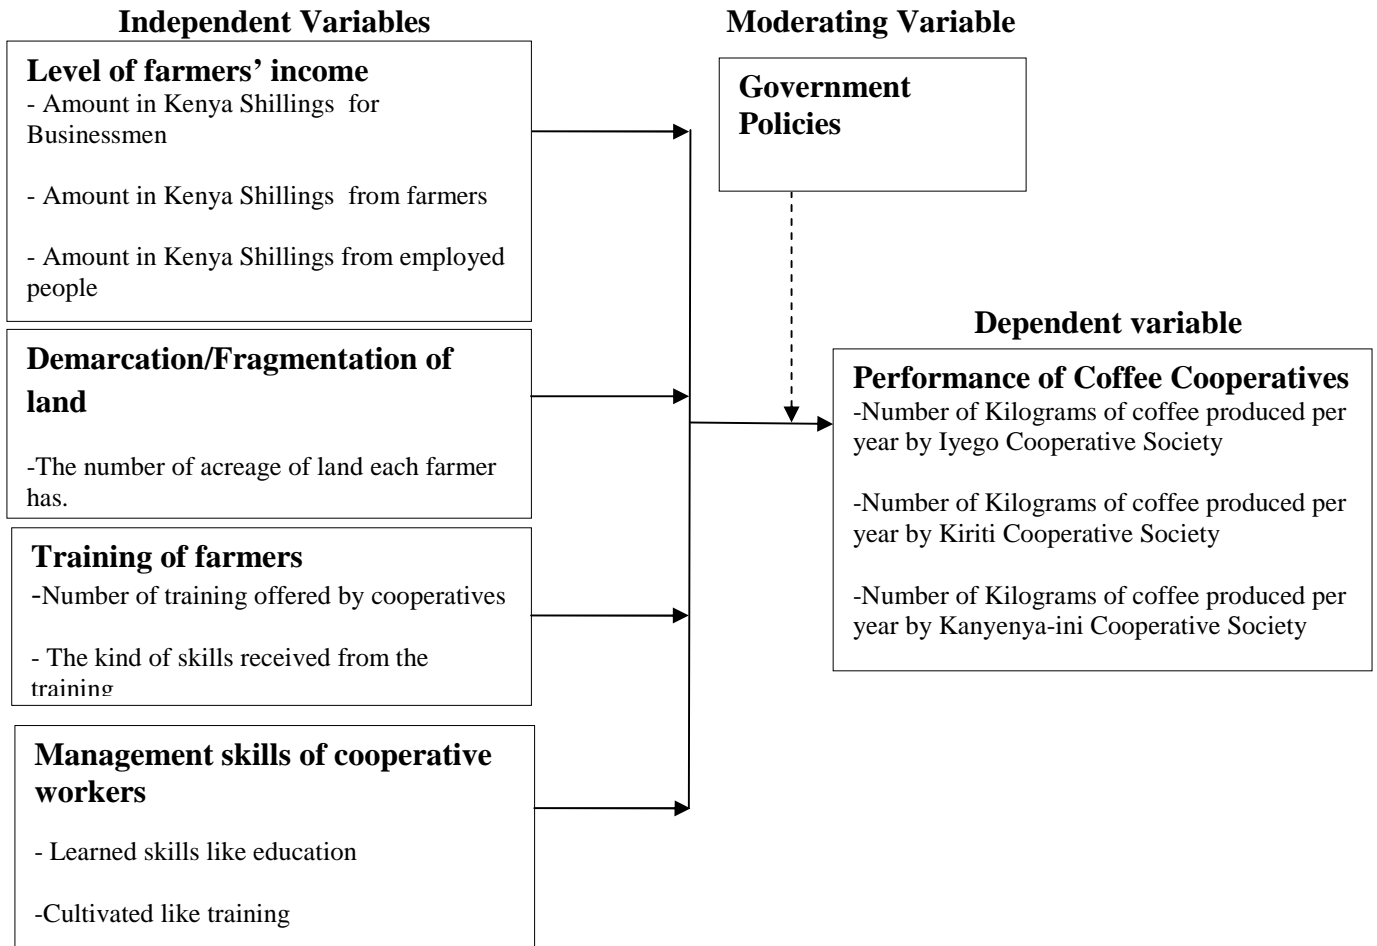 Independent Variables
Level of farmers’ income
- Amount in Kenya Shillings for
Businessmen
- Amount in Kenya Shillings from farmers
- Amount in Kenya Shillings from employed
people
Demarcation/Fragmentation of
land
-The number of acreage of land each farmer
has.
Training of farmers
-Number of training offered by cooperatives
- The kind of skills received from the
training
Management skills of cooperative
workers
- Learned skills like education
-Cultivated like training
Moderating Variable
Government
Policies
Dependent variable
Performance of Coffee Cooperatives
-Number of Kilograms of coffee produced per
year by Iyego Cooperative Society
-Number of Kilograms of coffee produced per
year by Kiriti Cooperative Society
-Number of Kilograms of coffee produced per
year by Kanyenya-ini Cooperative Society